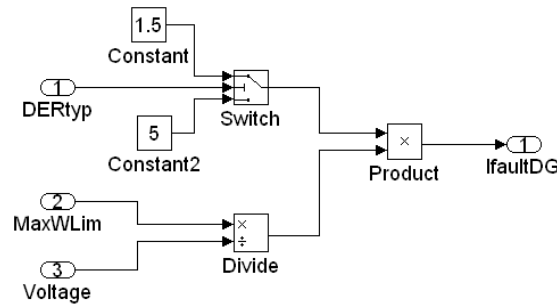 1.5
Constant
1
DERtyp
Switch
5
Constant2
×
Product
1
IfaultDG
2
MaxWLim
×
÷
Divide
3
Voltage